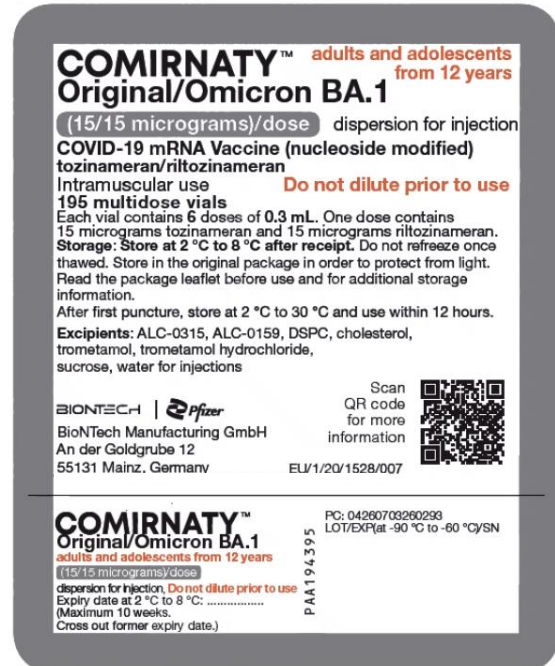 COMIRNATY™ adults and adolescents
from 12 years
Original/Omicron BA.1
(15/15 micrograms)/dose dispersion for injection
COVID-19 mRNA Vaccine (nucleoside modified)
tozinameran/riltozinameran
Intramuscular use Do not dilute prior to use
195 multidose vials
Each vial contains 6 doses of 0.3 mL. One dose contains
15 micrograms tozinameran and 15 micrograms riltozinameran.
Storage: Store at 2 °C to 8 °C after receipt. Do not refreeze once
thawed. Store in the original package in order to protect from light.
Read the package leaflet before use and for additional storage
information.
After first puncture, store at 2 °C to 30 °C and use within 12 hours.
Excipients: ALC-0315, ALC-0159, DSPC, cholesterol,
trometamol, trometamol hydrochloride,
sucrose, water for injections
BIONTECH | Pfizer
BioNTech Manufacturing GmbH
An der Goldgrube 12
55131 Mainz, Germany
Scan
QR code
for more
information
EU/1/20/1528/007
COMIRNATY™
Original/Omicron BA.1
adults and adolescents from 12 years
(15/15 micrograms)/dose
dispersion for injection, Do not dilute prior to use
Expiry date at 2 °C to 8 °C: ..................
(Maximum 10 weeks.
Cross out former expiry date.)
PAA194395
PC: 04260703260293
LOT/EXP(at -90 °C to -60 °C)/SN